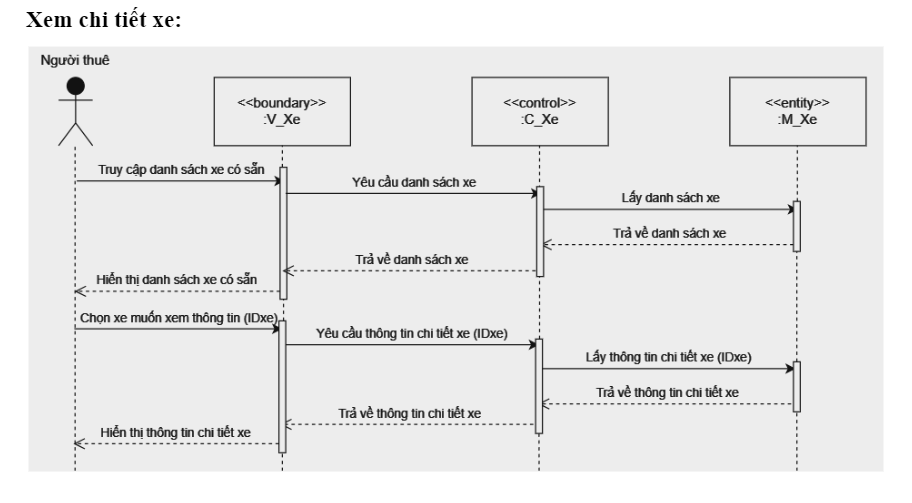 Xem chi tiết xe:
Người thuê
<<boundary>>
:V_Xe
<<control>>
:C_Xe
<<entity>>
:M_Xe
Truy cập danh sách xe có sẵn
Yêu cầu danh sách xe
Lấy danh sách xe
Trả về danh sách xe
Trả về danh sách xe
Hiển thị danh sách xe có sẵn
Chọn xe muốn xem thông tin (IDxe)
Yêu cầu thông tin chi tiết xe (IDxe)
Lấy thông tin chi tiết xe (IDxe)
Trả về thông tin chi tiết xe
Trả về thông tin chi tiết xe
Hiển thị thông tin chi tiết xe